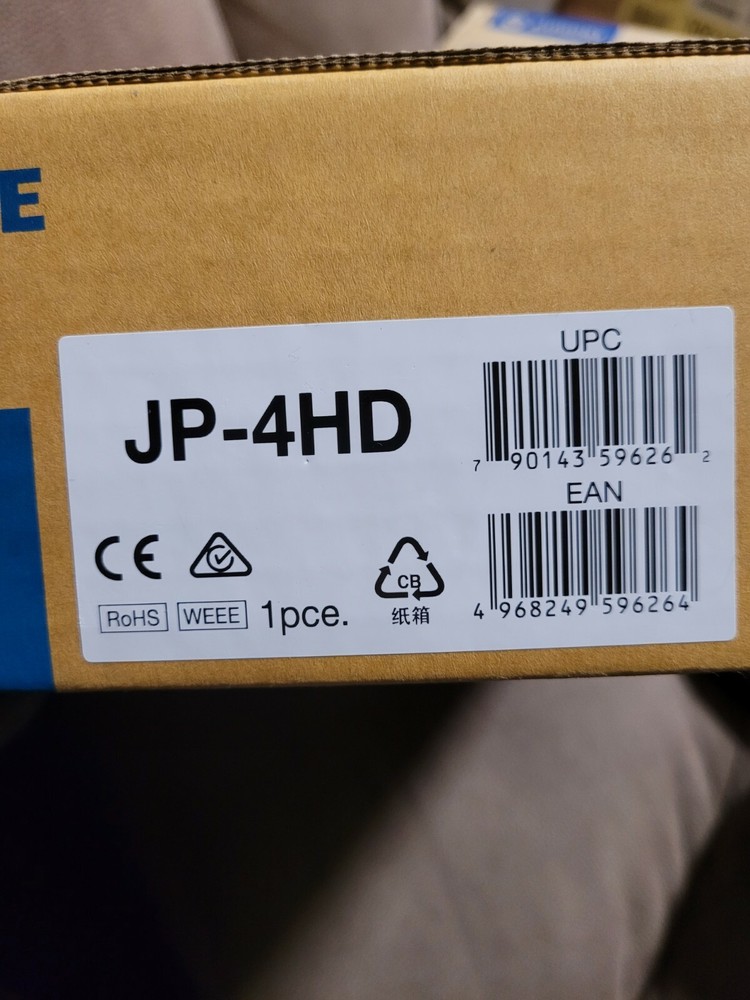 E
JP-4HD
UPC
7 90143 59626 2
EAN
4 968249 596264
CE
RoHS WEEE 1pce.
CB
纸箱